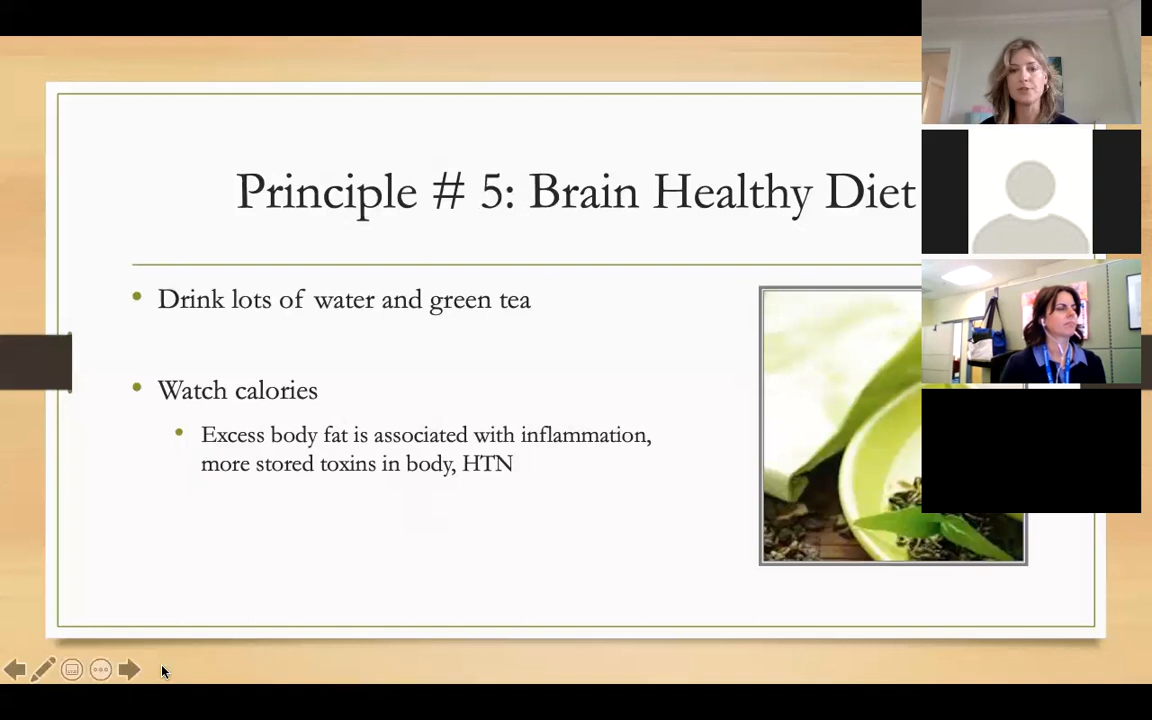 Principle # 5: Brain Healthy Diet
Drink lots of water and green tea
Watch calories
Excess body fat is associated with inflammation,
more stored toxins in body, HTN